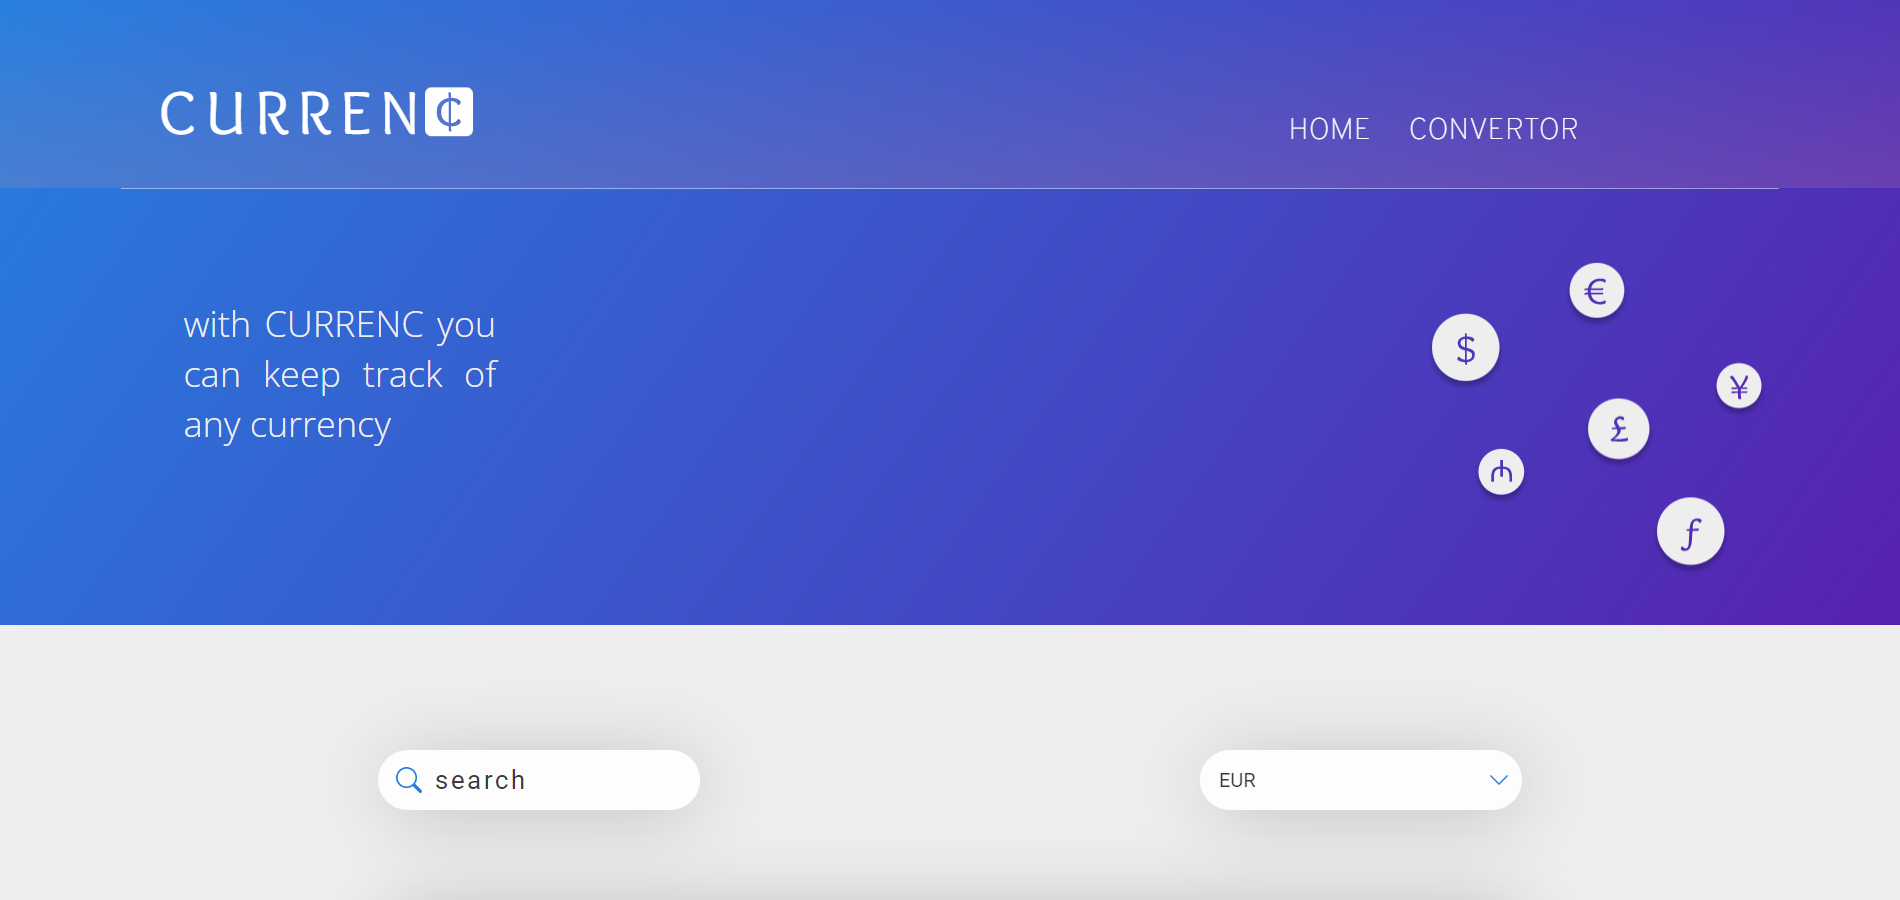 CURREN₵
HOME CONVERTOR
with CURRENC you
can keep track of
any currency
€
$
¥
£
₼
ƒ
search
EUR